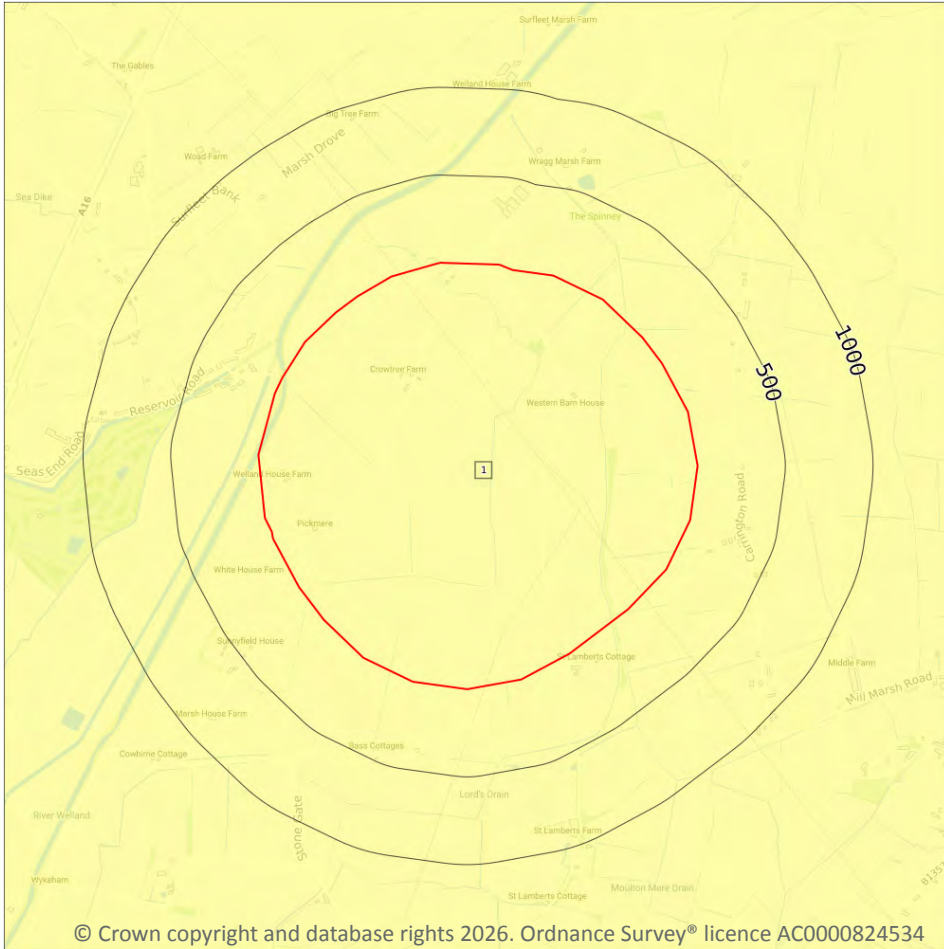 Surfleet Marsh Farm
The Gables
Welland House Farm
Big Tree Farm
Marsh Drove
Woad Farm
Wragg Marsh Farm
Sea Dike
A16
Surfleet Bank
The Spinney
1000
500
Crowtree Farm
Reservoir Road
Western Barn House
Seas End Road
1
Welland House Farm
Carrington Road
Pickmere
White House Farm
Sunnyfield House
St Lamberts Cottage
Middle Farm
Mill Marsh Road
Marsh House Farm
Bass Cottages
Cowhirne Cottage
Lord's Drain
River Welland
Stone Gate
St Lamberts Farm
B1357
Wykeham
Moulton Mere Drain
St Lamberts Cottage
© Crown copyright and database rights 2026. Ordnance Survey® licence AC0000824534